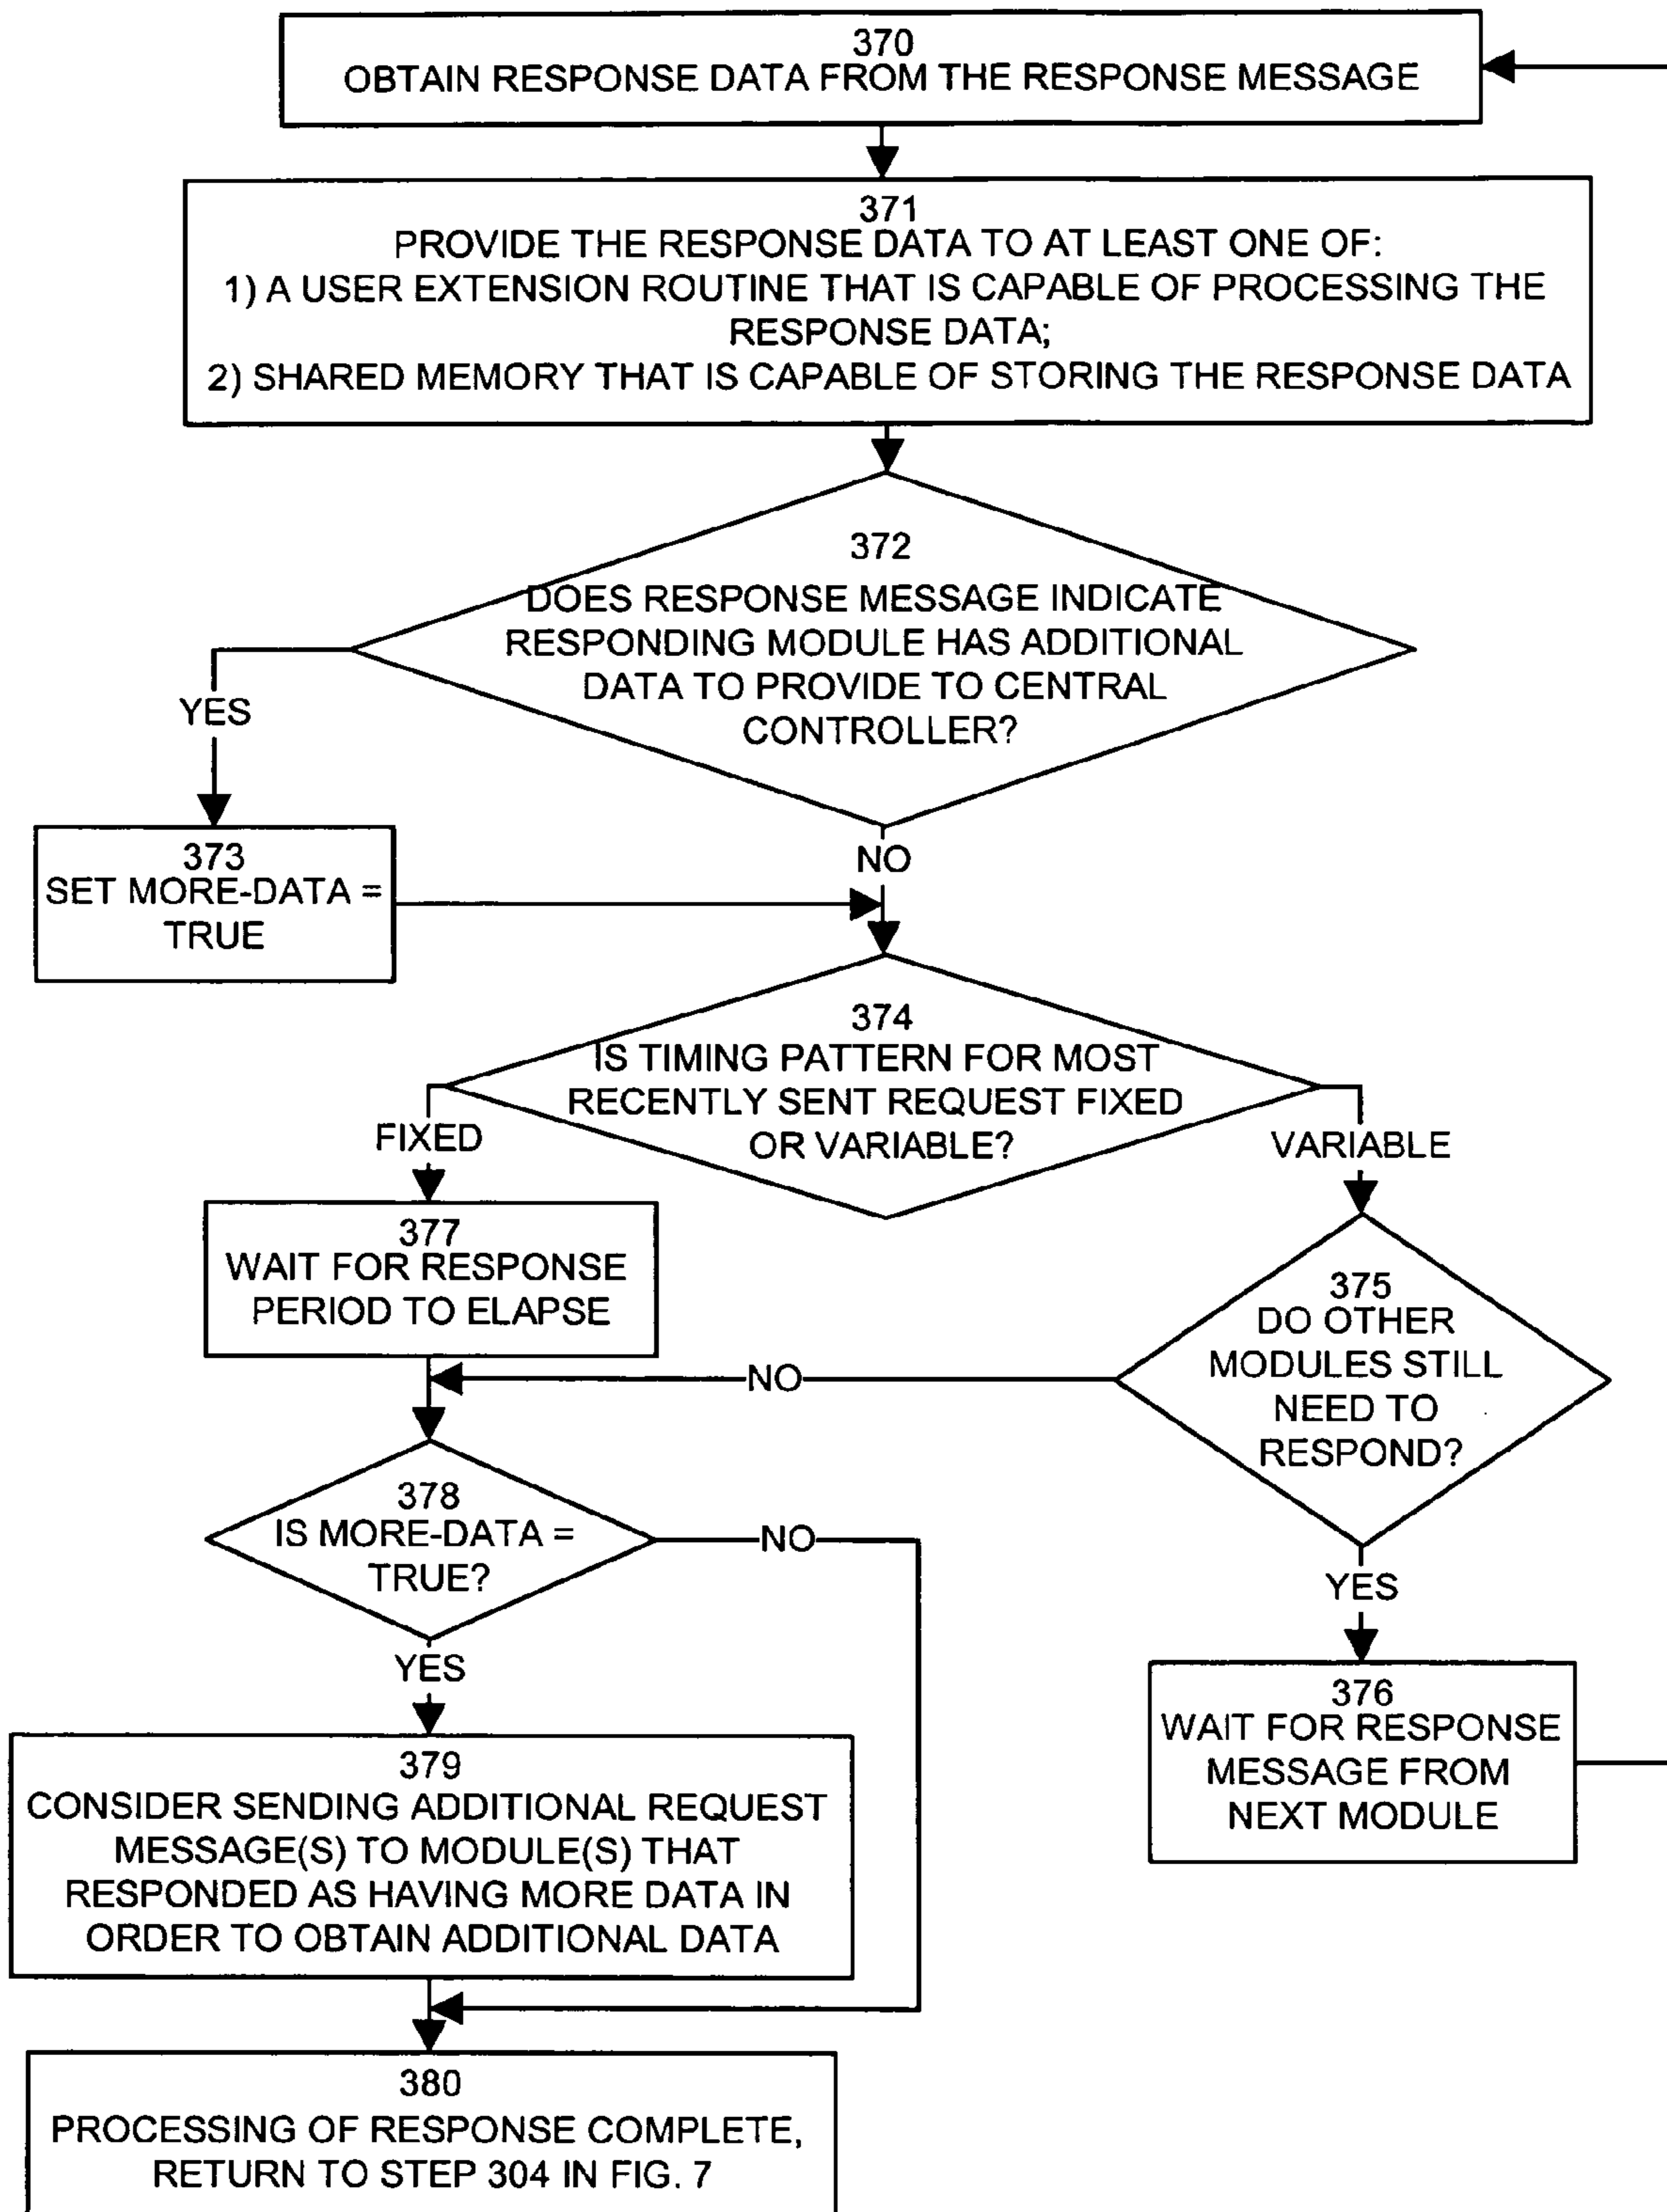 370
OBTAIN RESPONSE DATA FROM THE RESPONSE MESSAGE
371
PROVIDE THE RESPONSE DATA TO AT LEAST ONE OF:
1) A USER EXTENSION ROUTINE THAT IS CAPABLE OF PROCESSING THE
RESPONSE DATA;
2) SHARED MEMORY THAT IS CAPABLE OF STORING THE RESPONSE DATA
372
DOES RESPONSE MESSAGE INDICATE
RESPONDING MODULE HAS ADDITIONAL
DATA TO PROVIDE TO CENTRAL
CONTROLLER?
YES
NO
373
SET MORE-DATA =
TRUE
374
IS TIMING PATTERN FOR MOST
RECENTLY SENT REQUEST FIXED
OR VARIABLE?
FIXED
VARIABLE
377
WAIT FOR RESPONSE
PERIOD TO ELAPSE
375
DO OTHER
MODULES STILL
NEED TO
RESPOND?
NO
YES
378
IS MORE-DATA =
TRUE?
NO
YES
376
WAIT FOR RESPONSE
MESSAGE FROM
NEXT MODULE
379
CONSIDER SENDING ADDITIONAL REQUEST
MESSAGE(S) TO MODULE(S) THAT
RESPONDED AS HAVING MORE DATA IN
ORDER TO OBTAIN ADDITIONAL DATA
380
PROCESSING OF RESPONSE COMPLETE,
RETURN TO STEP 304 IN FIG. 7